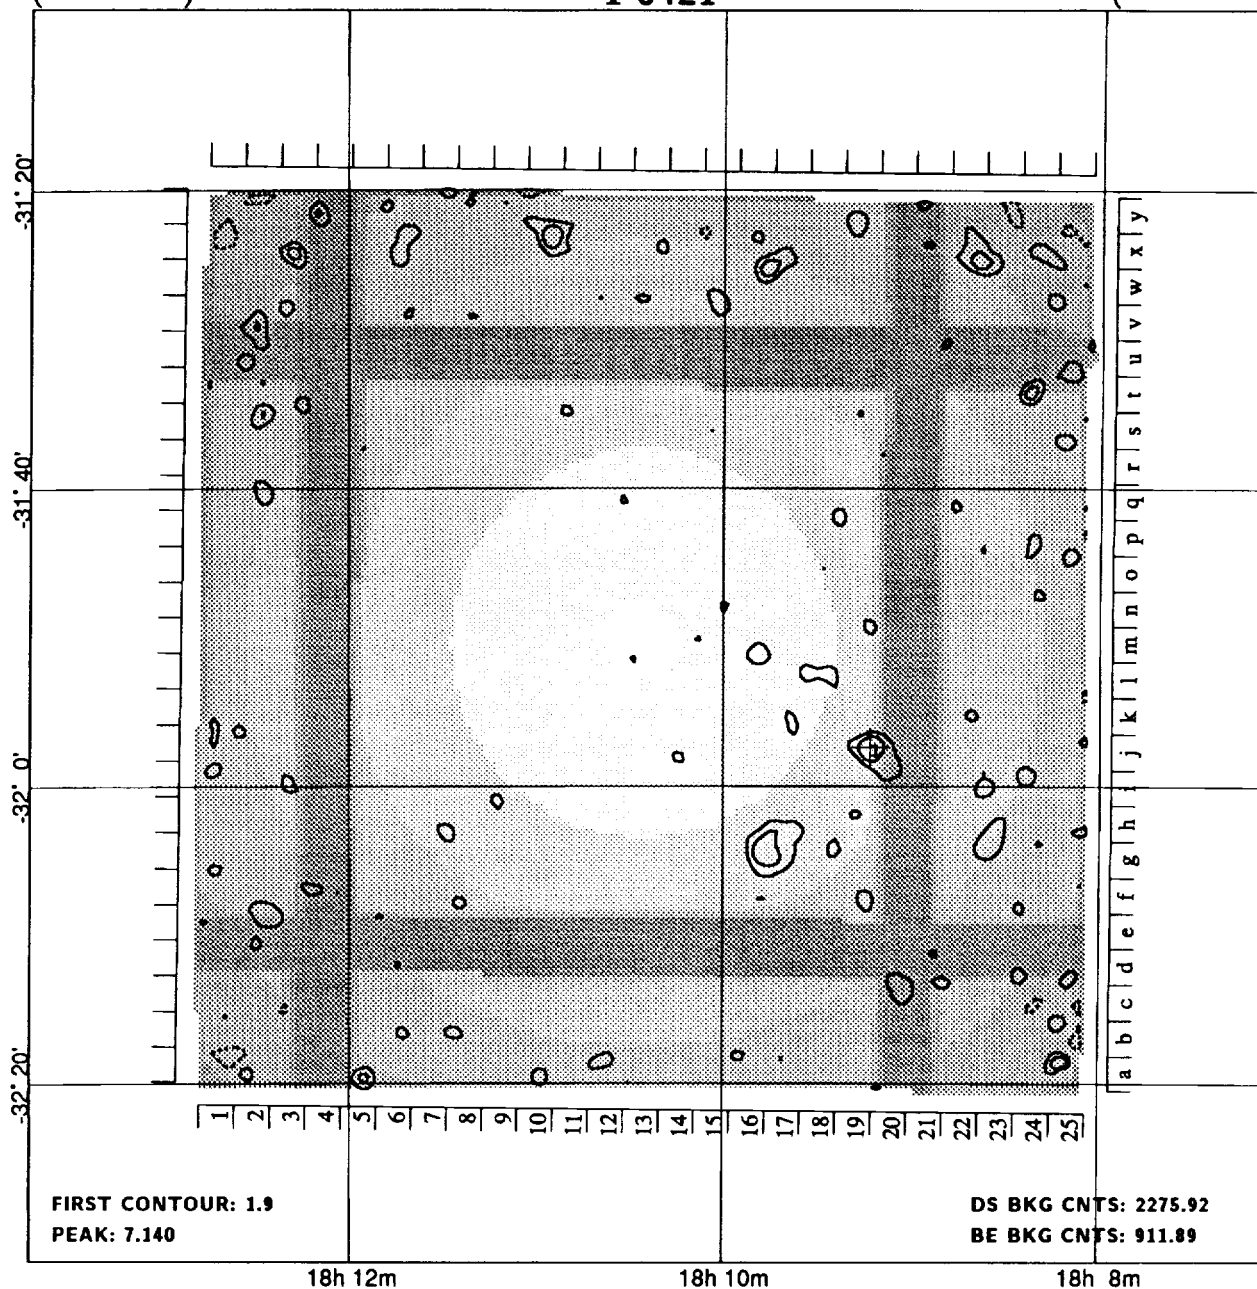 -31° 20'
-31° 40'
-32° 0'
-32° 20'
y
x
w
v
u
t
s
r
q
p
o
n
m
l
k
j
i
h
g
f
e
d
c
b
a
1 2 3 4 5 6 7 8 9 10 11 12 13 14 15 16 17 18 19 20 21 22 23 24 25
FIRST CONTOUR: 1.9
PEAK: 7.140
DS BKG CNTS: 2275.92
BE BKG CNTS: 911.89
18h 12m
18h 10m
18h 8m